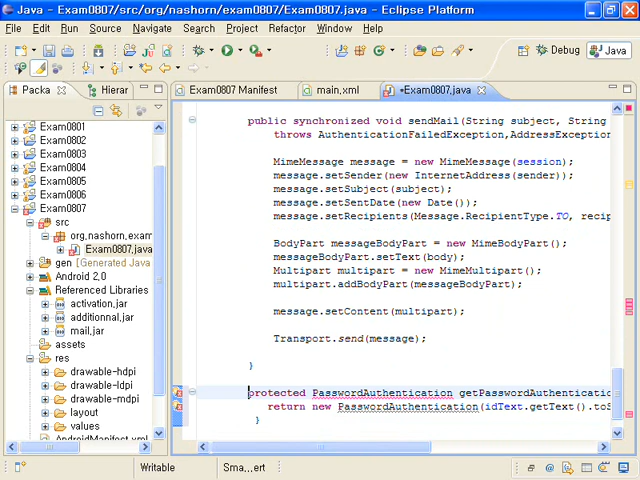 Java - Exam0807/src/org/nashorn/exam0807/Exam0807.java - Eclipse Platform
File Edit Run Source Navigate Search Project Refactor Window Help
Debug Java
Packa Hierar
Exam0807 Manifest main,xml *Exam0807,java
Exam0801
Exam0802
Exam0803
Exam0804
Exam0805
Exam0806
Exam0807
src
org,nashorn,exam
Exam0807,java
gen [Generated Java
Android 2,0
Referenced Libraries
activation,jar
additionnal,jar
mail,jar
assets
res
drawable-hdpi
drawable-ldpi
drawable-mdpi
layout
values
AndroidManifest.xml
public synchronized void sendMail(String subject, String
throws AuthenticationFailedException,AddressException
MimeMessage message = new MimeMessage(session);
message.setSender(new InternetAddress(sender));
message.setSubject(subject);
message.setSentDate(new Date());
message.setRecipients(Message.RecipientType.TO, recip
BodyPart messageBodyPart = new MimeBodyPart();
messageBodyPart.setText(body);
Multipart multipart = new MimeMultipart();
multipart.addBodyPart(messageBodyPart);
message.setContent(multipart);
Transport.send(message);
}
protected PasswordAuthentication getPasswordAuthenticatio
return new PasswordAuthentication(idText.getText().toS
}
Writable Sma...ert